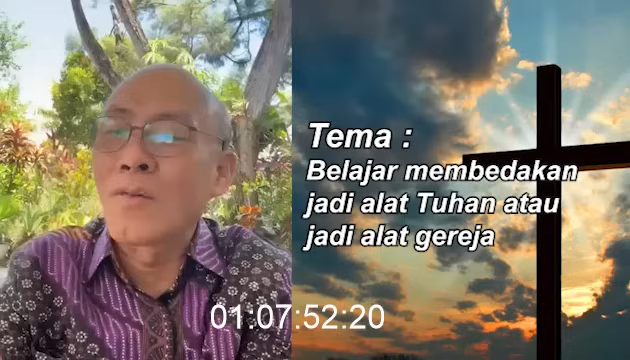 Tema :
Belajar membedakan
jadi alat Tuhan atau
jadi alat gereja
01:07:52:20